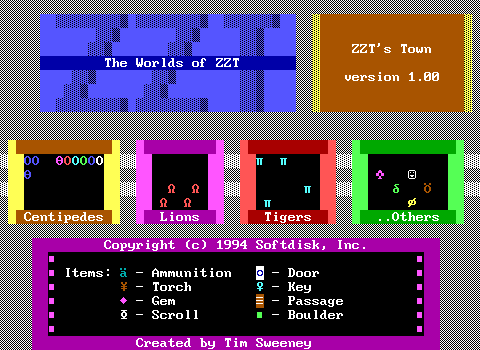 The Worlds of ZZT
ZZT's Town
version 1.00
Centipedes
Lions
Tigers
..Others
Copyright (c) 1994 Softdisk, Inc.
Items: ä - Ammunition
- Door
¥ - Torch
♀ - Key
♦ - Gem
≡ - Passage
- Scroll
■ - Boulder
Created by Tim Sweeney